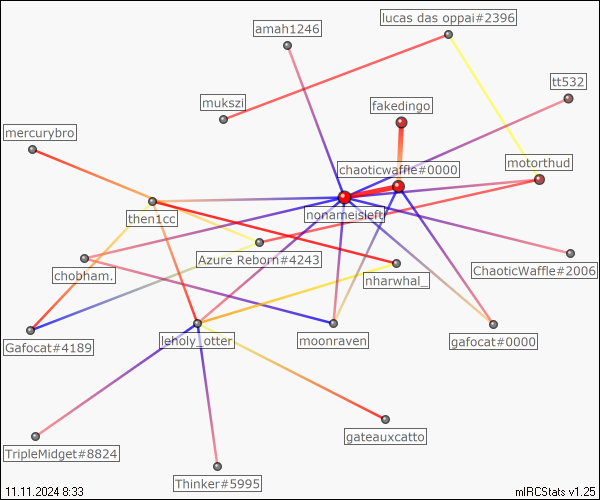 lucas das oppai#2396
amah1246
tt532
mukszi
fakedingo
mercurybro
motorthud
chaoticwaffle#0000
nonameisleft
then1cc
Azure Reborn#4243
chobham.
ChaoticWaffle#2006
nharwhal_
Gafocat#4189
leholy_otter
moonraven
gafocat#0000
gateauxcatto
TripleMidget#8824
Thinker#5995
11.11.2024 8:33
mIRCStats v1.25